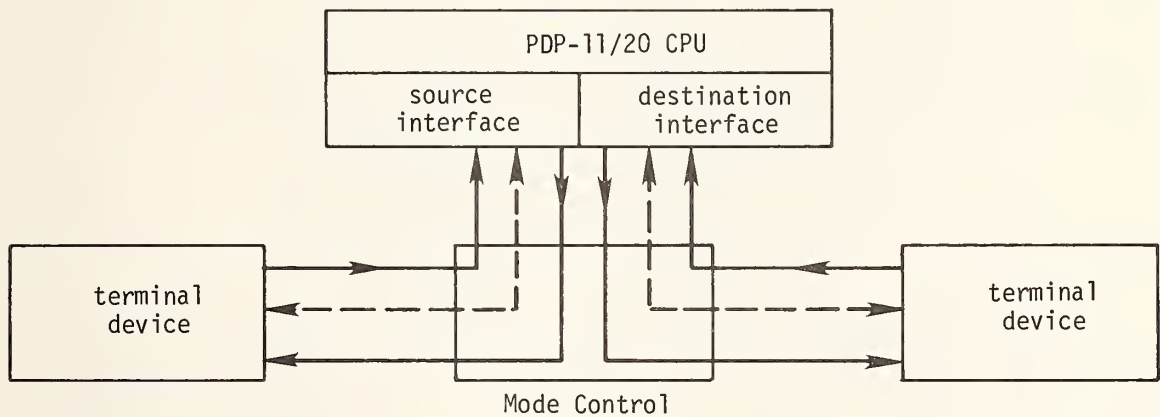 PDP-11/20 CPU
source
interface
destination
interface
terminal
device
terminal
device
Mode Control